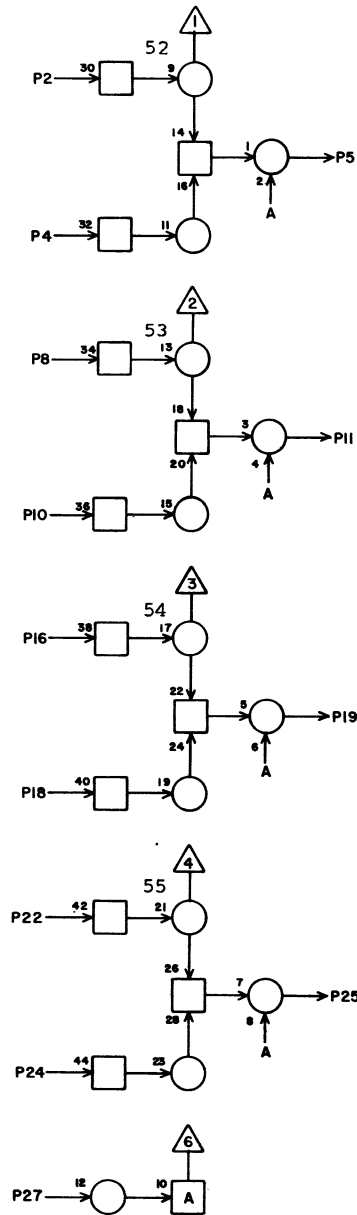 1
52
P2 30 9
14 1 P5
16 2
P4 32 11 A
2
53
P8 34 13
18 3 P11
20 4
P10 36 15 A
3
54
P16 38 17
22 5 P19
24 6
P18 40 19 A
4
55
P22 42 21
26 7 P25
28 8
P24 44 23 A
6
P27 12 10 A